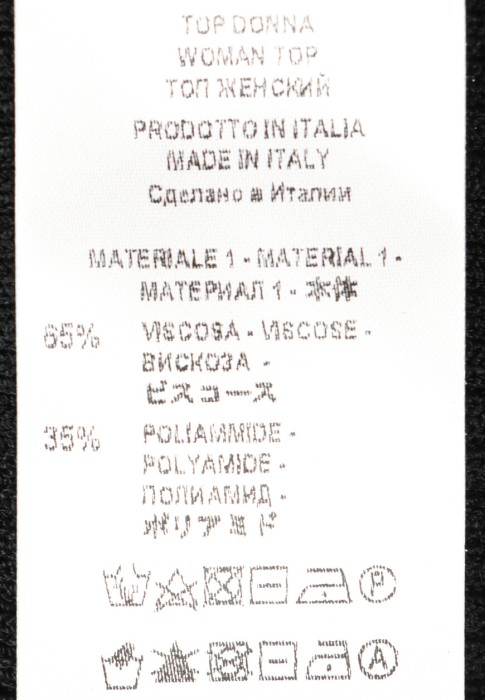 TOP DONNA
WOMAN TOP
ТОП ЖЕНСКИЙ
PRODOTTO IN ITALIA
MADE IN ITALY
Сделано в Италии
MATERIALE 1 - MATERIAL 1 -
МАТЕРИАЛ 1 - 本体
65% VISCOSA - VISCOSE -
ВИСКОЗА -
ビスコース
35% POLIAMMIDE -
POLYAMIDE -
ПОЛИАМИД -
ポリアミド
P
A